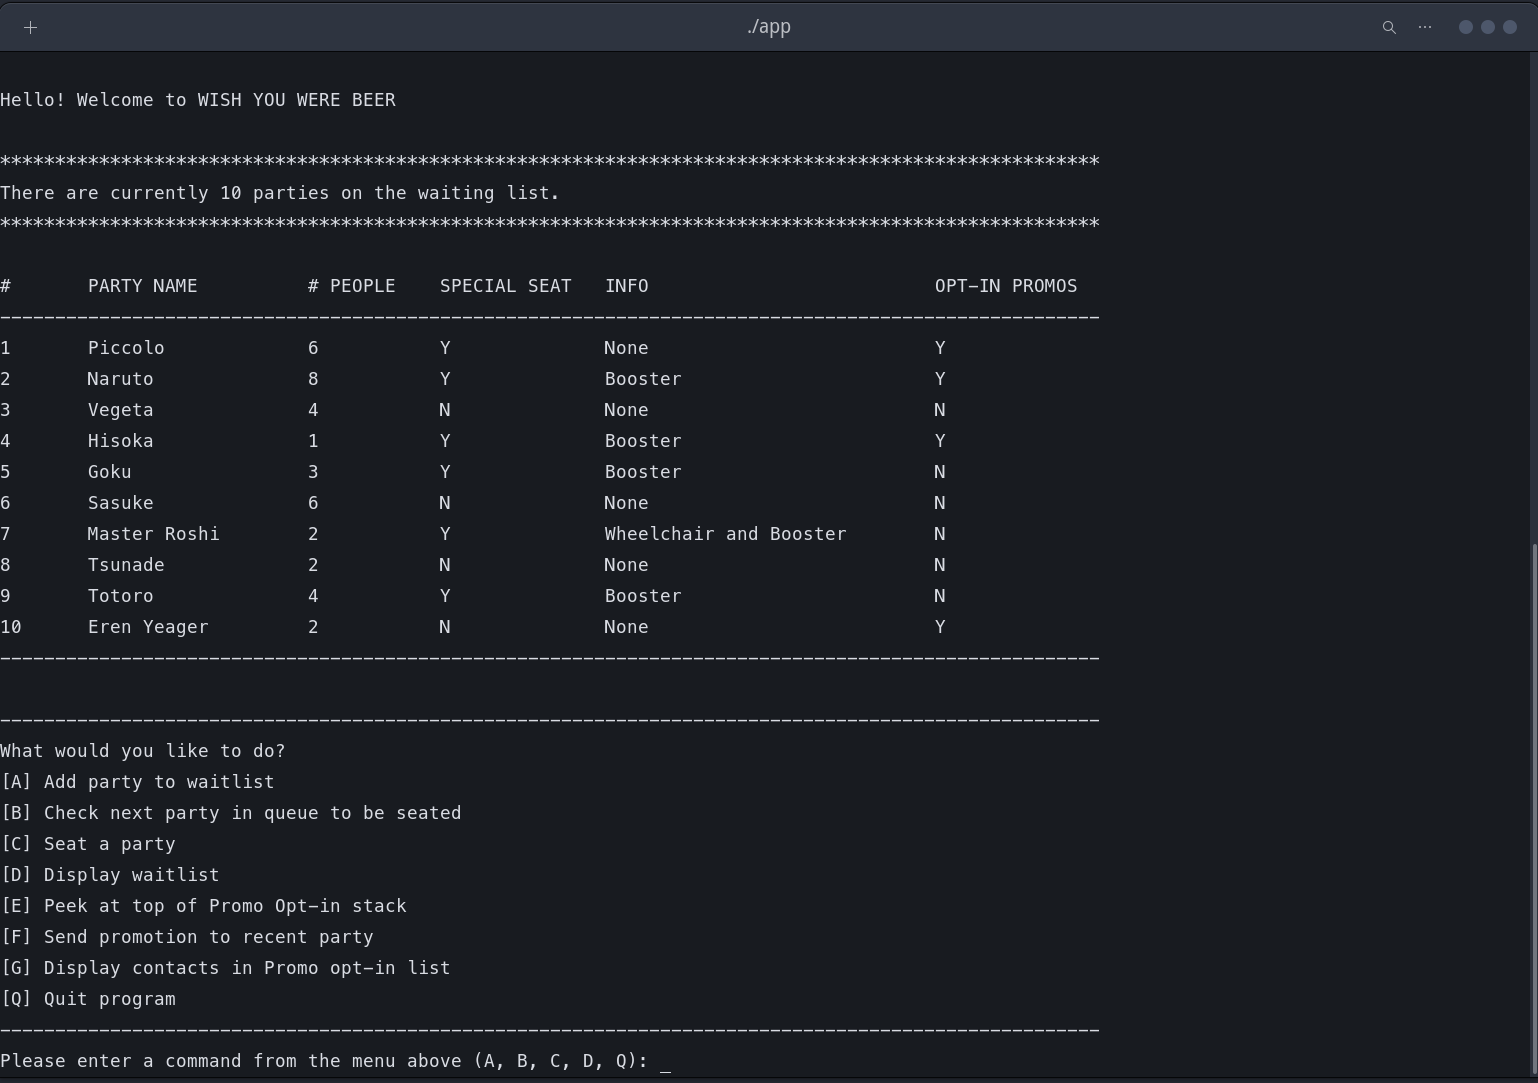 ./app
Hello! Welcome to WISH YOU WERE BEER
****************************************************************************************************
There are currently 10 parties on the waiting list.
****************************************************************************************************
# PARTY NAME # PEOPLE SPECIAL SEAT INFO OPT-IN PROMOS
----------------------------------------------------------------------------------------------------
1 Piccolo 6 Y None Y
2 Naruto 8 Y Booster Y
3 Vegeta 4 N None N
4 Hisoka 1 Y Booster Y
5 Goku 3 Y Booster N
6 Sasuke 6 N None N
7 Master Roshi 2 Y Wheelchair and Booster N
8 Tsunade 2 N None N
9 Totoro 4 Y Booster N
10 Eren Yeager 2 N None Y
----------------------------------------------------------------------------------------------------
----------------------------------------------------------------------------------------------------
What would you like to do?
[A] Add party to waitlist
[B] Check next party in queue to be seated
[C] Seat a party
[D] Display waitlist
[E] Peek at top of Promo Opt-in stack
[F] Send promotion to recent party
[G] Display contacts in Promo opt-in list
[Q] Quit program
----------------------------------------------------------------------------------------------------
Please enter a command from the menu above (A, B, C, D, Q): _